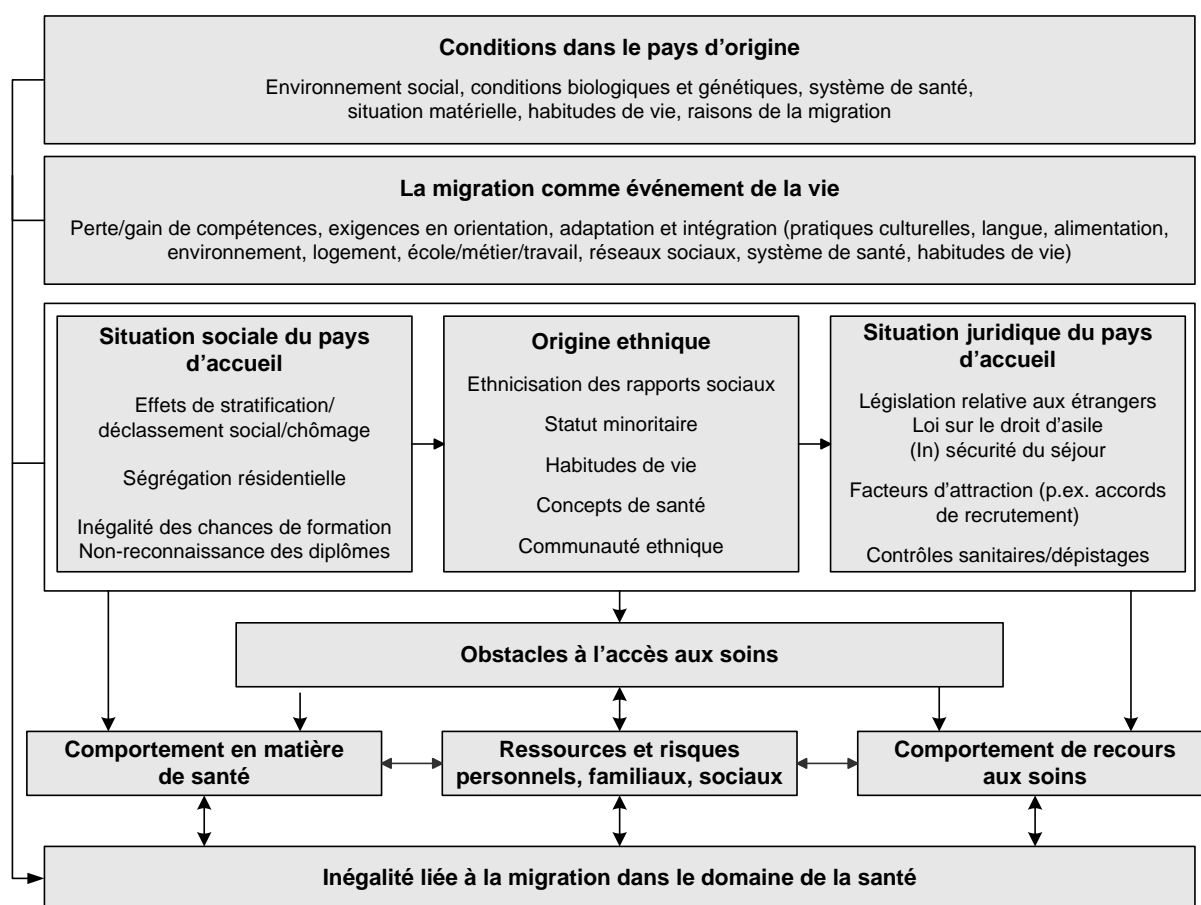 Conditions dans le pays d’origine
Environnement social, conditions biologiques et génétiques, système de santé,
situation matérielle, habitudes de vie, raisons de la migration
La migration comme événement de la vie
Perte/gain de compétences, exigences en orientation, adaptation et intégration (pratiques culturelles, langue, alimentation,
environnement, logement, école/métier/travail, réseaux sociaux, système de santé, habitudes de vie)
Situation sociale du pays
d’accueil
Effets de stratification/
déclassement social/chômage
Ségrégation résidentielle
Inégalité des chances de formation
Non-reconnaissance des diplômes
Origine ethnique
Ethnicisation des rapports sociaux
Statut minoritaire
Habitudes de vie
Concepts de santé
Communauté ethnique
Situation juridique du pays
d’accueil
Législation relative aux étrangers
Loi sur le droit d’asile
(In) sécurité du séjour
Facteurs d’attraction (p.ex. accords
de recrutement)
Contrôles sanitaires/dépistages
Obstacles à l’accès aux soins
Comportement en matière
de santé
Ressources et risques
personnels, familiaux, sociaux
Comportement de recours
aux soins
Inégalité liée à la migration dans le domaine de la santé